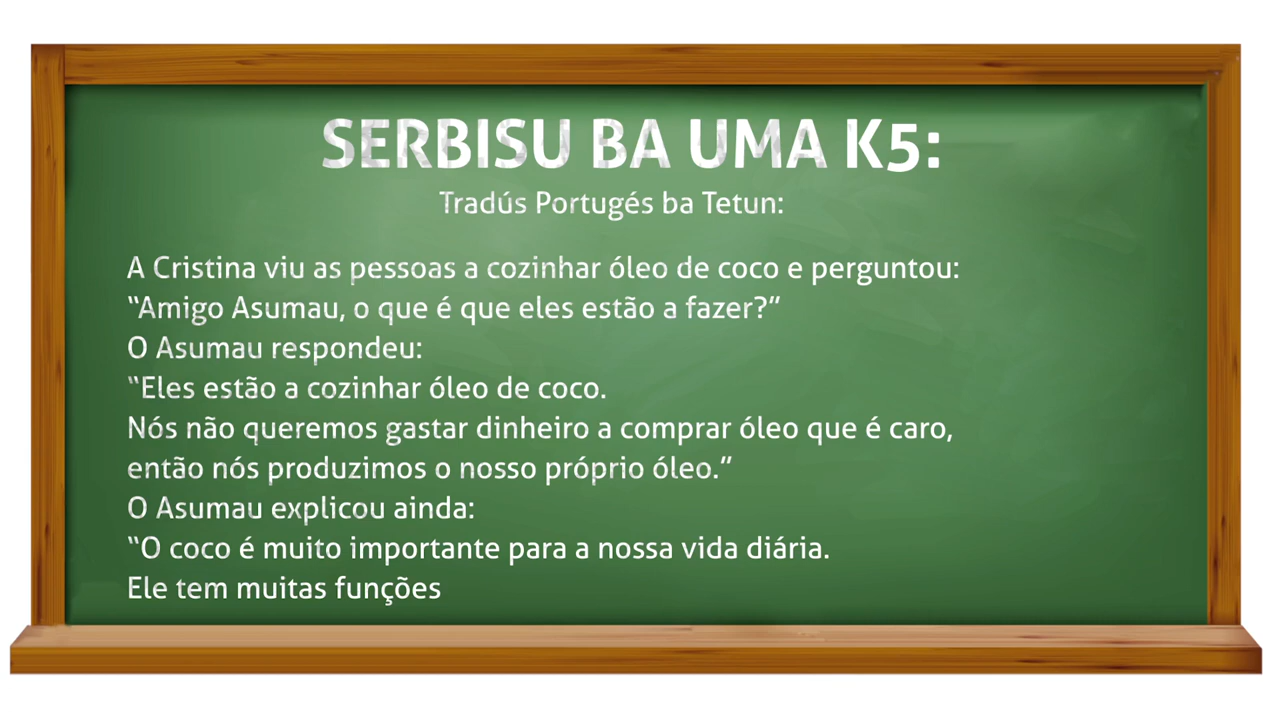 SERBISU BA UMA K5:
Tradús Portugés ba Tetun:
A Cristina viu as pessoas a cozinhar óleo de coco e perguntou:
“Amigo Asumau, o que é que eles estão a fazer?”
O Asumau respondeu:
“Eles estão a cozinhar óleo de coco.
Nós não queremos gastar dinheiro a comprar óleo que é caro,
então nós produzimos o nosso próprio óleo.”
O Asumau explicou ainda:
“O coco é muito importante para a nossa vida diária.
Ele tem muitas funções